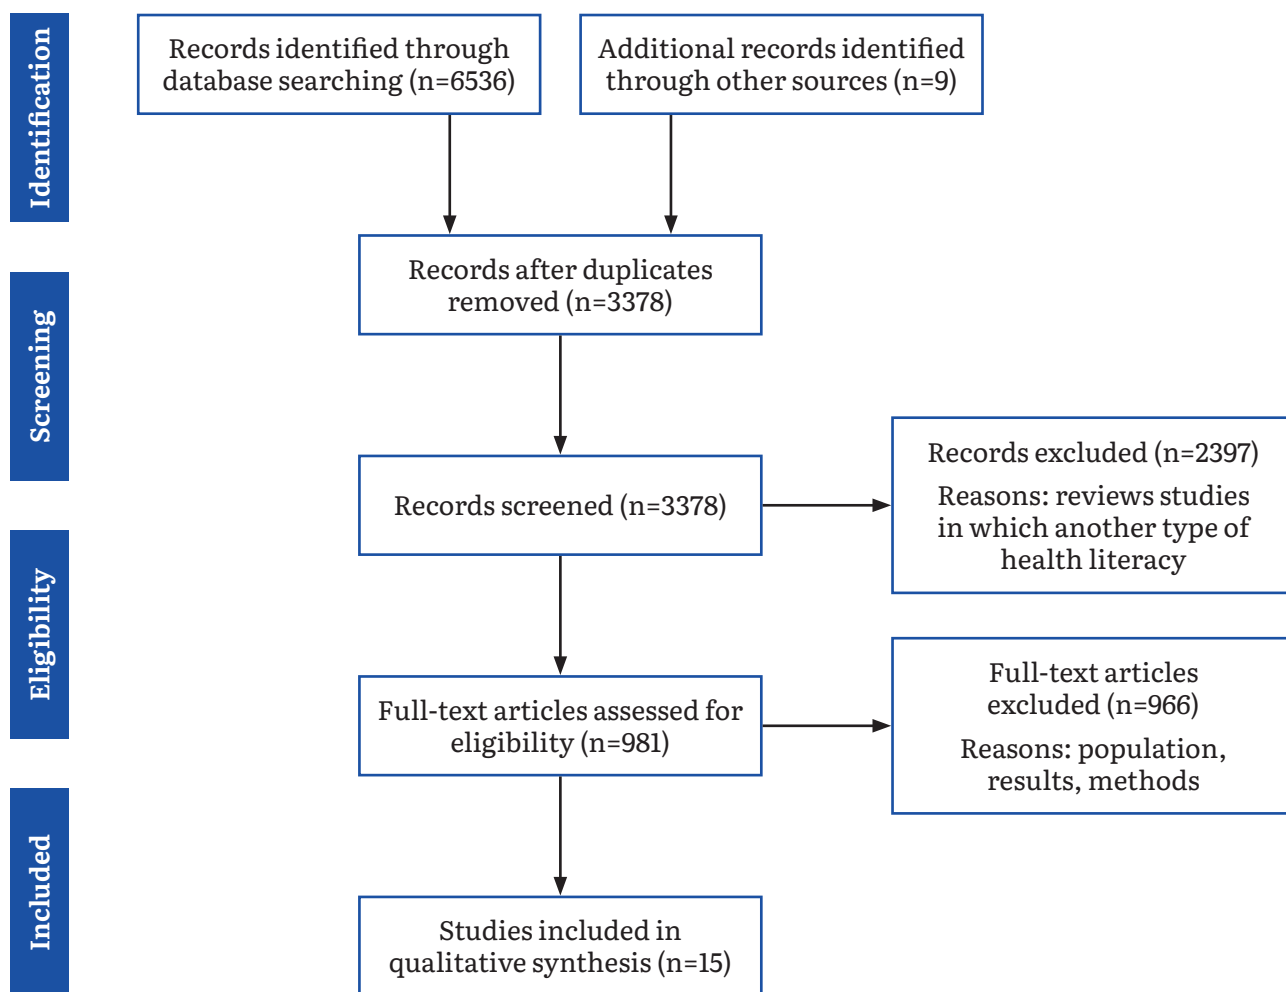 Identification
Records identified through
database searching (n=6536)
Additional records identified
through other sources (n=9)
Screening
Records after duplicates
removed (n=3378)
Records screened (n=3378)
Records excluded (n=2397)
Reasons: reviews studies
in which another type of
health literacy
Eligibility
Full-text articles assessed for
eligibility (n=981)
Full-text articles
excluded (n=966)
Reasons: population,
results, methods
Included
Studies included in
qualitative synthesis (n=15)